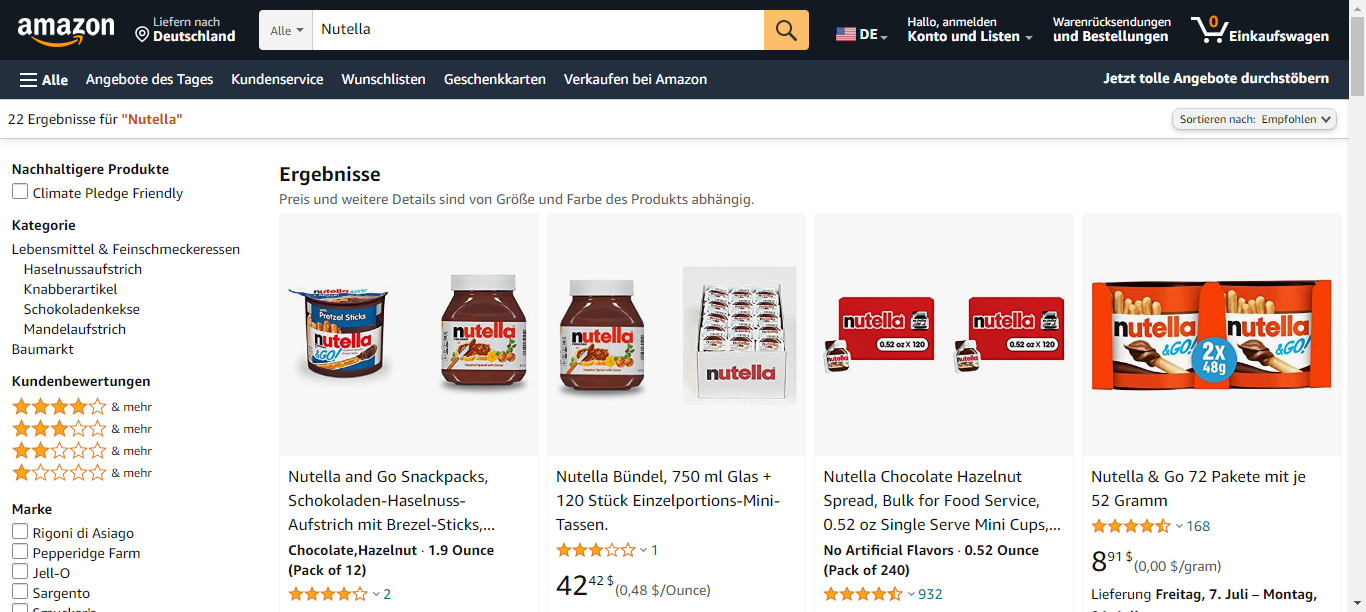 amazon
Liefern nach
Deutschland
Alle
Nutella
DE
Hallo, anmelden
Konto und Listen
Warenrücksendungen
und Bestellungen
0
Einkaufswagen
Alle
Angebote des Tages
Kundenservice
Wunschlisten
Geschenkkarten
Verkaufen bei Amazon
Jetzt tolle Angebote durchstöbern
22 Ergebnisse für "Nutella"
Sortieren nach: Empfohlen
Nachhaltigere Produkte
Climate Pledge Friendly
Kategorie
Lebensmittel & Feinschmeckeressen
Haselnussaufstrich
Knabberartikel
Schokoladenkekse
Mandelaufstrich
Baumarkt
Kundenbewertungen
& mehr
& mehr
& mehr
& mehr
Marke
Rigoni di Asiago
Pepperidge Farm
Jell-O
Sargento
Smucker's
Ergebnisse
Preis und weitere Details sind von Größe und Farbe des Produkts abhängig.
nutella
Pretzel Sticks
nutella
&GO!
nutella
Nutella and Go Snackpacks,
Schokoladen-Haselnuss-
Aufstrich mit Brezel-Sticks,...
Chocolate,Hazelnut · 1.9 Ounce
(Pack of 12)
2
nutella
nutella
Nutella Bündel, 750 ml Glas +
120 Stück Einzelportions-Mini-
Tassen.
1
42 42 $ (0,48 $/Ounce)
nutella
0.52 oz X 120
nutella
nutella
0.52 oz X 120
nutella
Nutella Chocolate Hazelnut
Spread, Bulk for Food Service,
0.52 oz Single Serve Mini Cups,...
No Artificial Flavors · 0.52 Ounce
(Pack of 240)
932
nutella
&GO!
2x
48g
nutella
&GO!
Nutella & Go 72 Pakete mit je
52 Gramm
168
8 91 $ (0,00 $/gram)
Lieferung Freitag, 7. Juli – Montag,